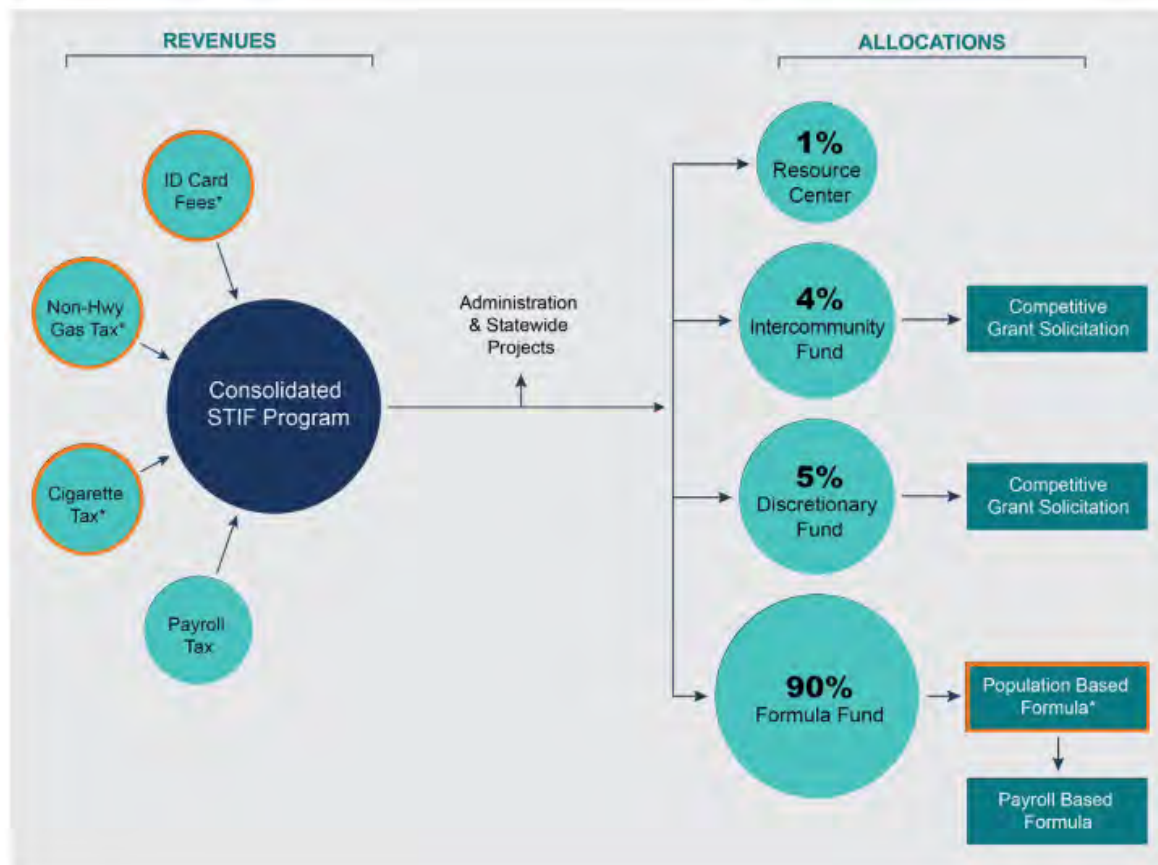 REVENUES
ID Card
Fees*
Non-Hwy
Gas Tax*
Cigarette
Tax*
Payroll
Tax
Consolidated
STIF Program
Administration
& Statewide
Projects
ALLOCATIONS
1%
Resource
Center
4%
Intercommunity
Fund
Competitive
Grant Solicitation
5%
Discretionary
Fund
Competitive
Grant Solicitation
90%
Formula Fund
Population Based
Formula*
Payroll Based
Formula